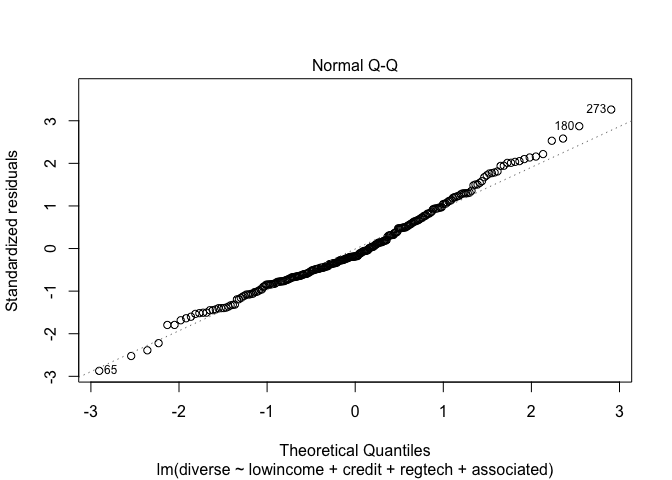 Normal Q-Q
Standardized residuals
3
2
1
0
-1
-2
-3
273
180
65
-3 -2 -1 0 1 2 3
Theoretical Quantiles
lm(diverse ~ lowincome + credit + regtech + associated)